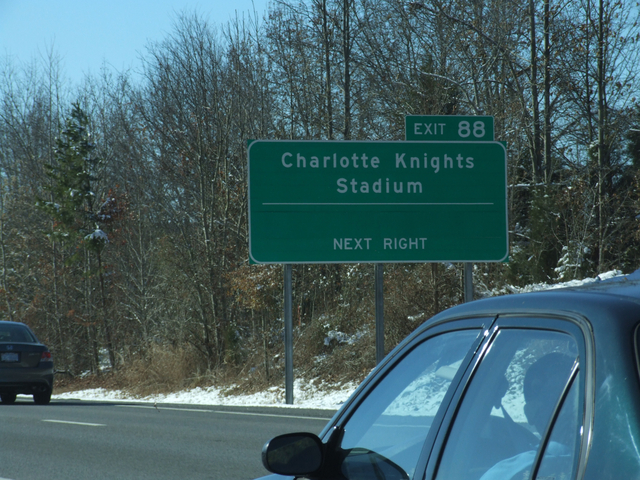 EXIT 88
Charlotte Knights
Stadium
NEXT RIGHT